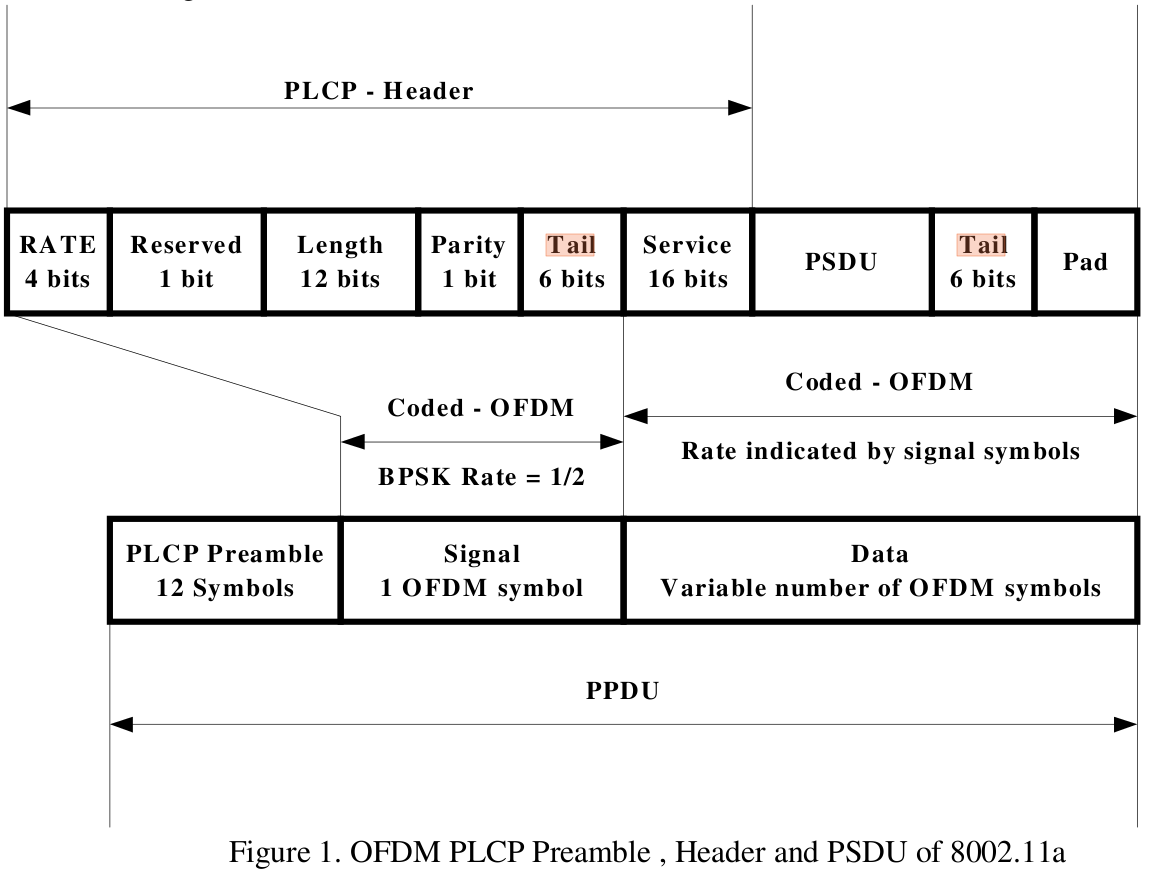 PLCP - Header
RATE
4 bits
Reserved
1 bit
Length
12 bits
Parity
1 bit
Tail
6 bits
Service
16 bits
PSDU
Tail
6 bits
Pad
Coded - OFDM
BPSK Rate = 1/2
Coded - OFDM
Rate indicated by signal symbols
PLCP Preamble
12 Symbols
Signal
1 OFDM symbol
Data
Variable number of OFDM symbols
PPDU
Figure 1. OFDM PLCP Preamble , Header and PSDU of 8002.11a